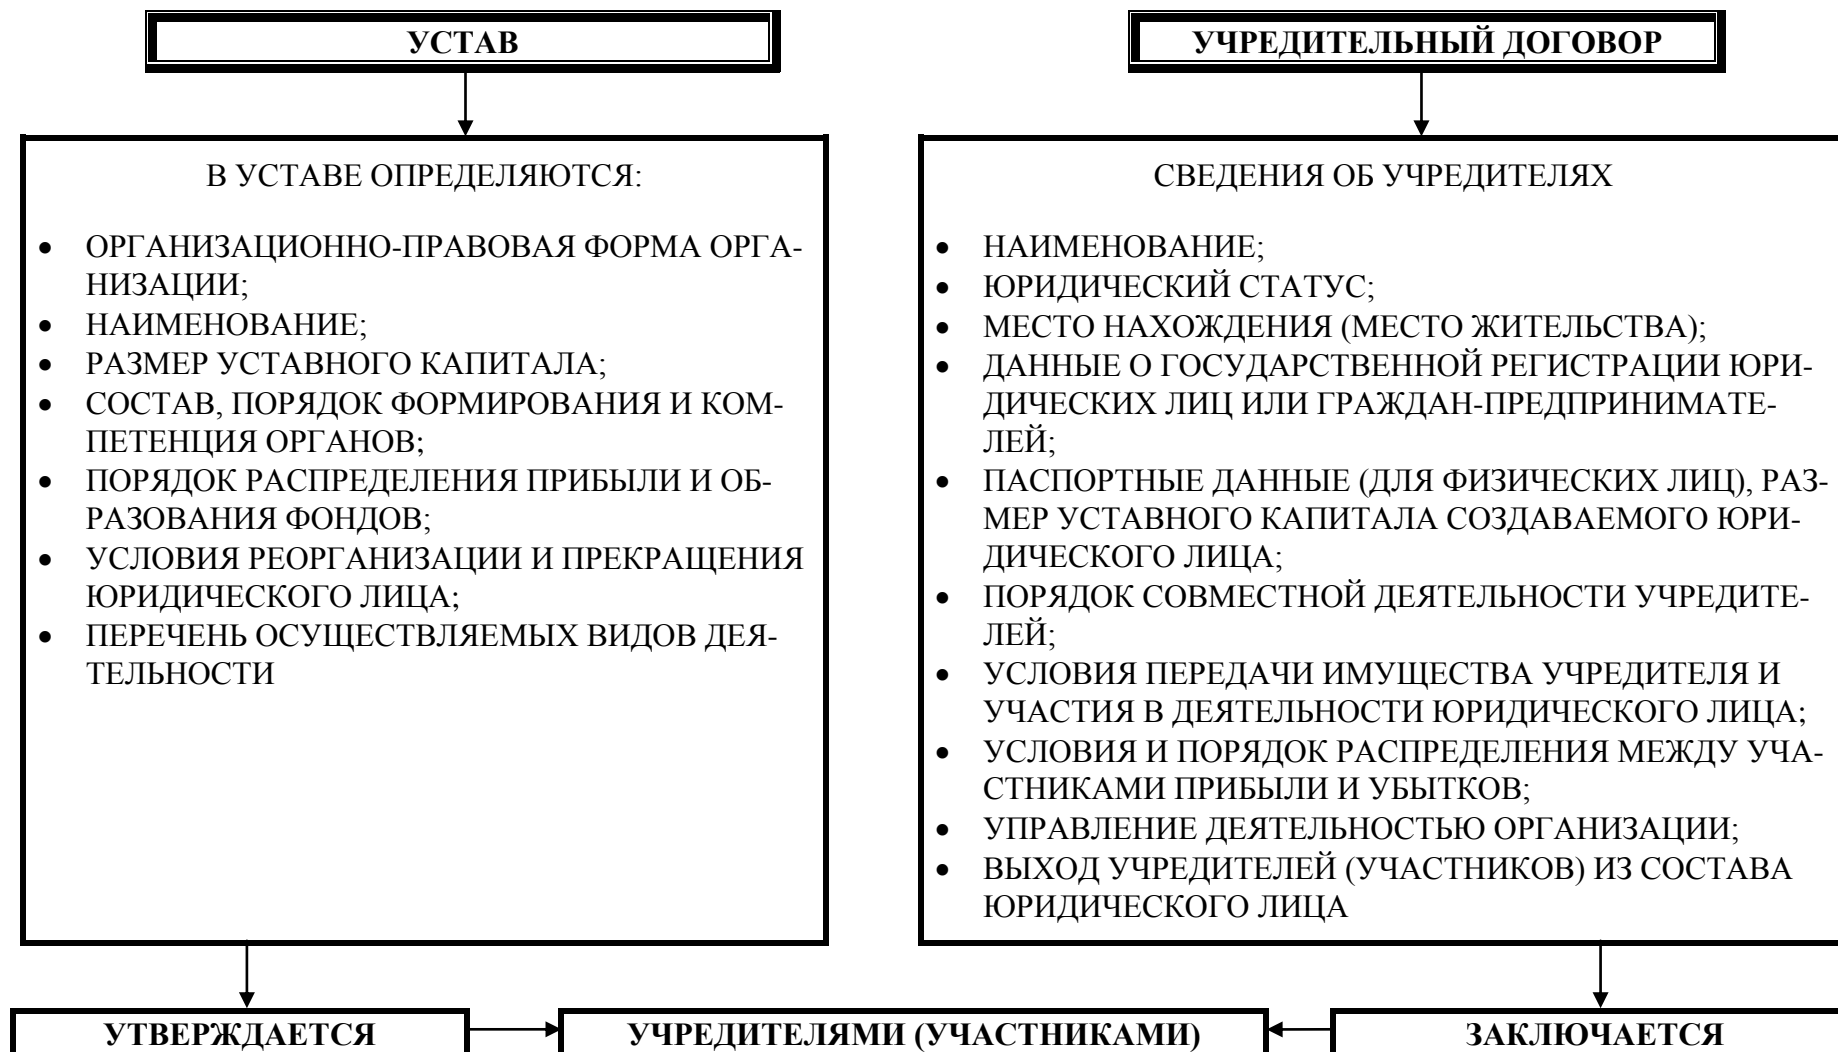 УСТАВ
В УСТАВЕ ОПРЕДЕЛЯЮТСЯ:
• ОРГАНИЗАЦИОННО-ПРАВОВАЯ ФОРМА ОРГА-
НИЗАЦИИ;
• НАИМЕНОВАНИЕ;
• РАЗМЕР УСТАВНОГО КАПИТАЛА;
• СОСТАВ, ПОРЯДОК ФОРМИРОВАНИЯ И КОМ-
ПЕТЕНЦИЯ ОРГАНОВ;
• ПОРЯДОК РАСПРЕДЕЛЕНИЯ ПРИБЫЛИ И ОБ-
РАЗОВАНИЯ ФОНДОВ;
• УСЛОВИЯ РЕОРГАНИЗАЦИИ И ПРЕКРАЩЕНИЯ
ЮРИДИЧЕСКОГО ЛИЦА;
• ПЕРЕЧЕНЬ ОСУЩЕСТВЛЯЕМЫХ ВИДОВ ДЕЯ-
ТЕЛЬНОСТИ
УЧРЕДИТЕЛЬНЫЙ ДОГОВОР
СВЕДЕНИЯ ОБ УЧРЕДИТЕЛЯХ
• НАИМЕНОВАНИЕ;
• ЮРИДИЧЕСКИЙ СТАТУС;
• МЕСТО НАХОЖДЕНИЯ (МЕСТО ЖИТЕЛЬСТВА);
• ДАННЫЕ О ГОСУДАРСТВЕННОЙ РЕГИСТРАЦИИ ЮРИ-
ДИЧЕСКИХ ЛИЦ ИЛИ ГРАЖДАН-ПРЕДПРИНИМАТЕ-
ЛЕЙ;
• ПАСПОРТНЫЕ ДАННЫЕ (ДЛЯ ФИЗИЧЕСКИХ ЛИЦ), РАЗ-
МЕР УСТАВНОГО КАПИТАЛА СОЗДАВАЕМОГО ЮРИ-
ДИЧЕСКОГО ЛИЦА;
• ПОРЯДОК СОВМЕСТНОЙ ДЕЯТЕЛЬНОСТИ УЧРЕДИТЕ-
ЛЕЙ;
• УСЛОВИЯ ПЕРЕДАЧИ ИМУЩЕСТВА УЧРЕДИТЕЛЯ И
УЧАСТИЯ В ДЕЯТЕЛЬНОСТИ ЮРИДИЧЕСКОГО ЛИЦА;
• УСЛОВИЯ И ПОРЯДОК РАСПРЕДЕЛЕНИЯ МЕЖДУ УЧА-
СТНИКАМИ ПРИБЫЛИ И УБЫТКОВ;
• УПРАВЛЕНИЕ ДЕЯТЕЛЬНОСТЬЮ ОРГАНИЗАЦИИ;
• ВЫХОД УЧРЕДИТЕЛЕЙ (УЧАСТНИКОВ) ИЗ СОСТАВА
ЮРИДИЧЕСКОГО ЛИЦА
УТВЕРЖДАЕТСЯ
УЧРЕДИТЕЛЯМИ (УЧАСТНИКАМИ)
ЗАКЛЮЧАЕТСЯ